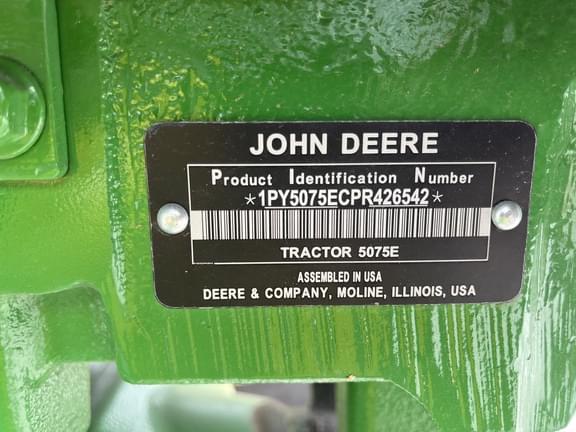 JOHN DEERE
Product Identification Number
*1PY5075ECPR426542*
TRACTOR 5075E
ASSEMBLED IN USA
DEERE & COMPANY, MOLINE, ILLINOIS, USA